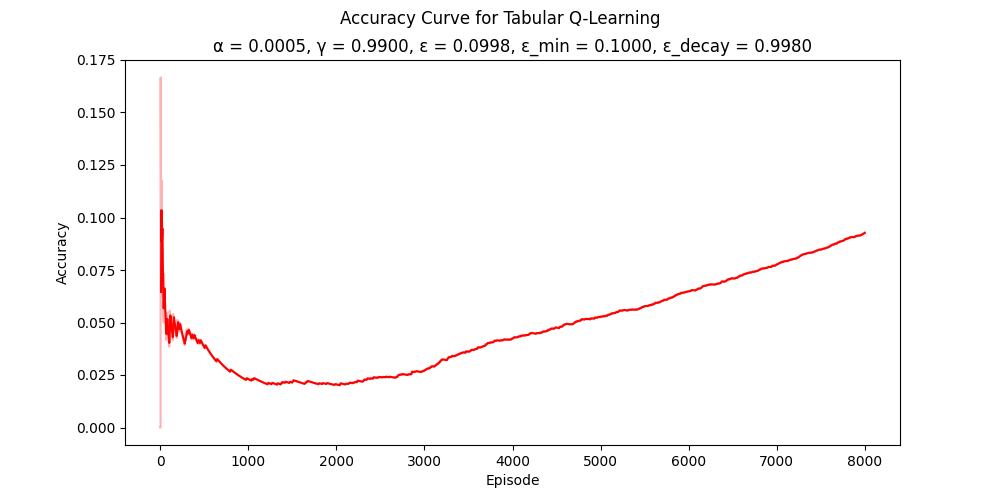 Accuracy Curve for Tabular Q-Learning
α = 0.0005, γ = 0.9900, ε = 0.0998, ε_min = 0.1000, ε_decay = 0.9980
0.175
0.150
0.125
0.100
0.075
0.050
0.025
0.000
Accuracy
0 1000 2000 3000 4000 5000 6000 7000 8000
Episode